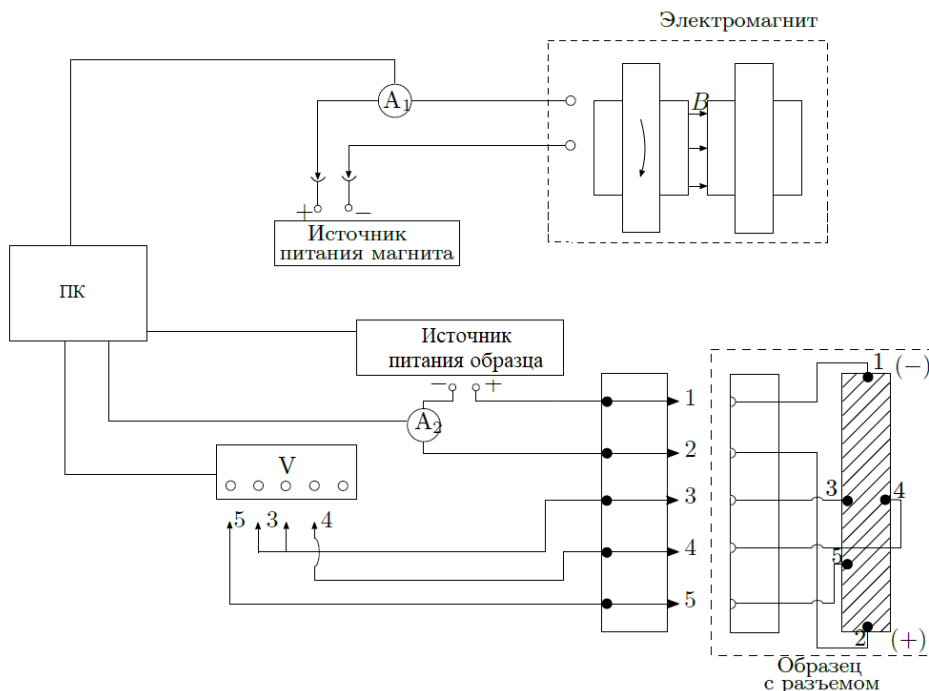 Электромагнит
A₁
B
+ −
Источник
питания магнита
ПК
Источник
питания образца
− +
A₂
V
5 3 4
1
2
3
4
5
1 (−)
3 4
5
2 (+)
Образец
с разъемом